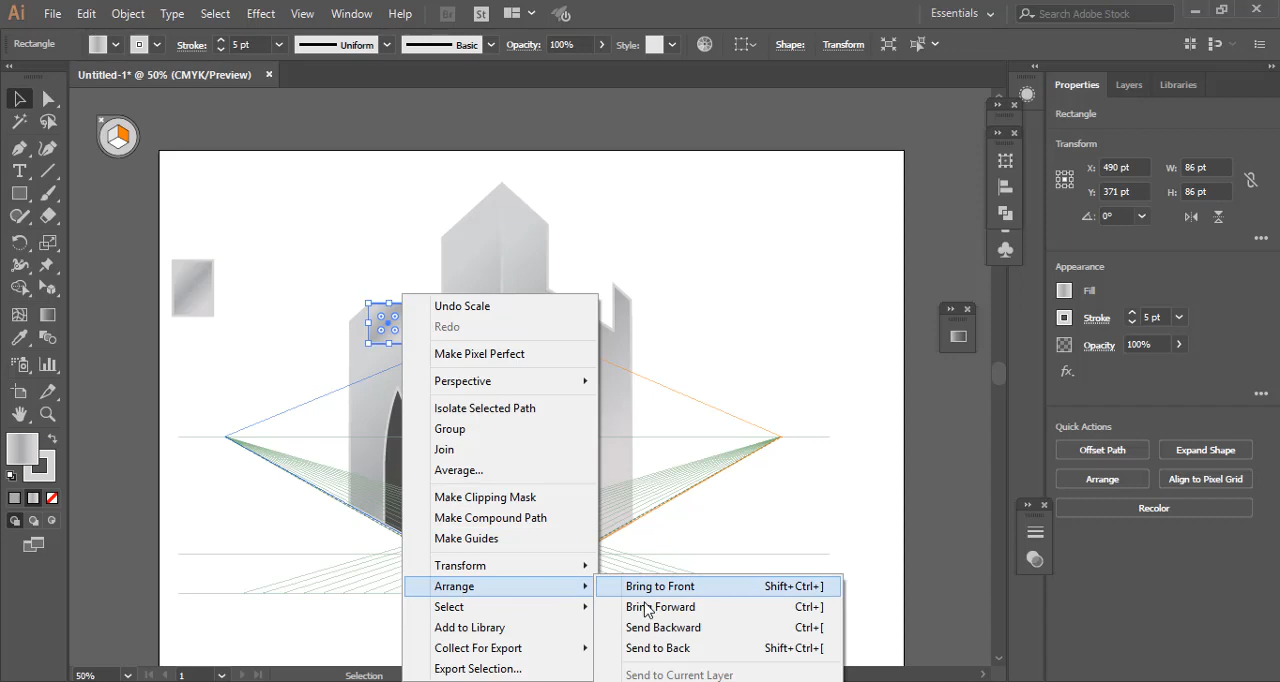 Ai File Edit Object Type Select Effect View Window Help Br St Essentials Search Adobe Stock
Rectangle Stroke: 5 pt Uniform Basic Opacity: 100% Style: Shape: Transform
Untitled-1* @ 50% (CMYK/Preview)
Properties Layers Libraries
Rectangle
Transform
X: 490 pt W: 86 pt
Y: 371 pt H: 86 pt
0°
Appearance
Fill
Stroke 5 pt
Opacity 100%
fx.
Quick Actions
Offset Path Expand Shape
Arrange Align to Pixel Grid
Recolor
Undo Scale
Redo
Make Pixel Perfect
Perspective
Isolate Selected Path
Group
Join
Average...
Make Clipping Mask
Make Compound Path
Make Guides
Transform
Arrange
Select
Add to Library
Collect For Export
Export Selection...
Bring to Front Shift+Ctrl+]
Bring Forward Ctrl+]
Send Backward Ctrl+[
Send to Back Shift+Ctrl+[
Send to Current Layer
50% 1 Selection